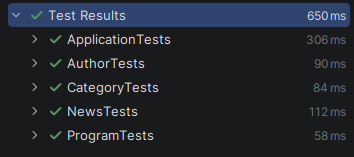 Test Results 650 ms
ApplicationTests 306 ms
AuthorTests 90 ms
CategoryTests 84 ms
NewsTests 112 ms
ProgramTests 58 ms